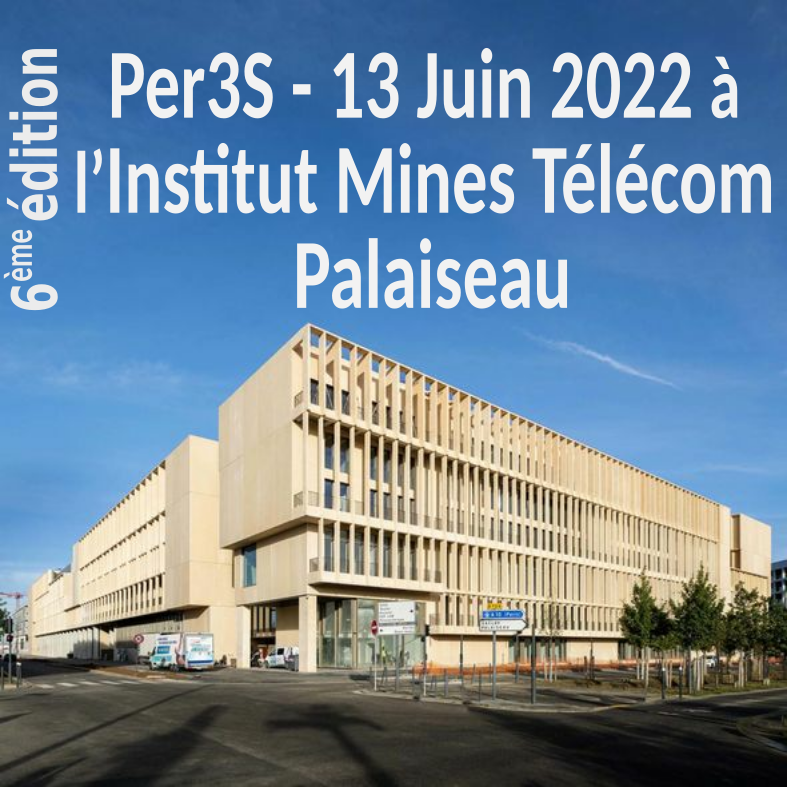 6ème édition
Per3S - 13 Juin 2022 à
l’Institut Mines Télécom
Palaiseau